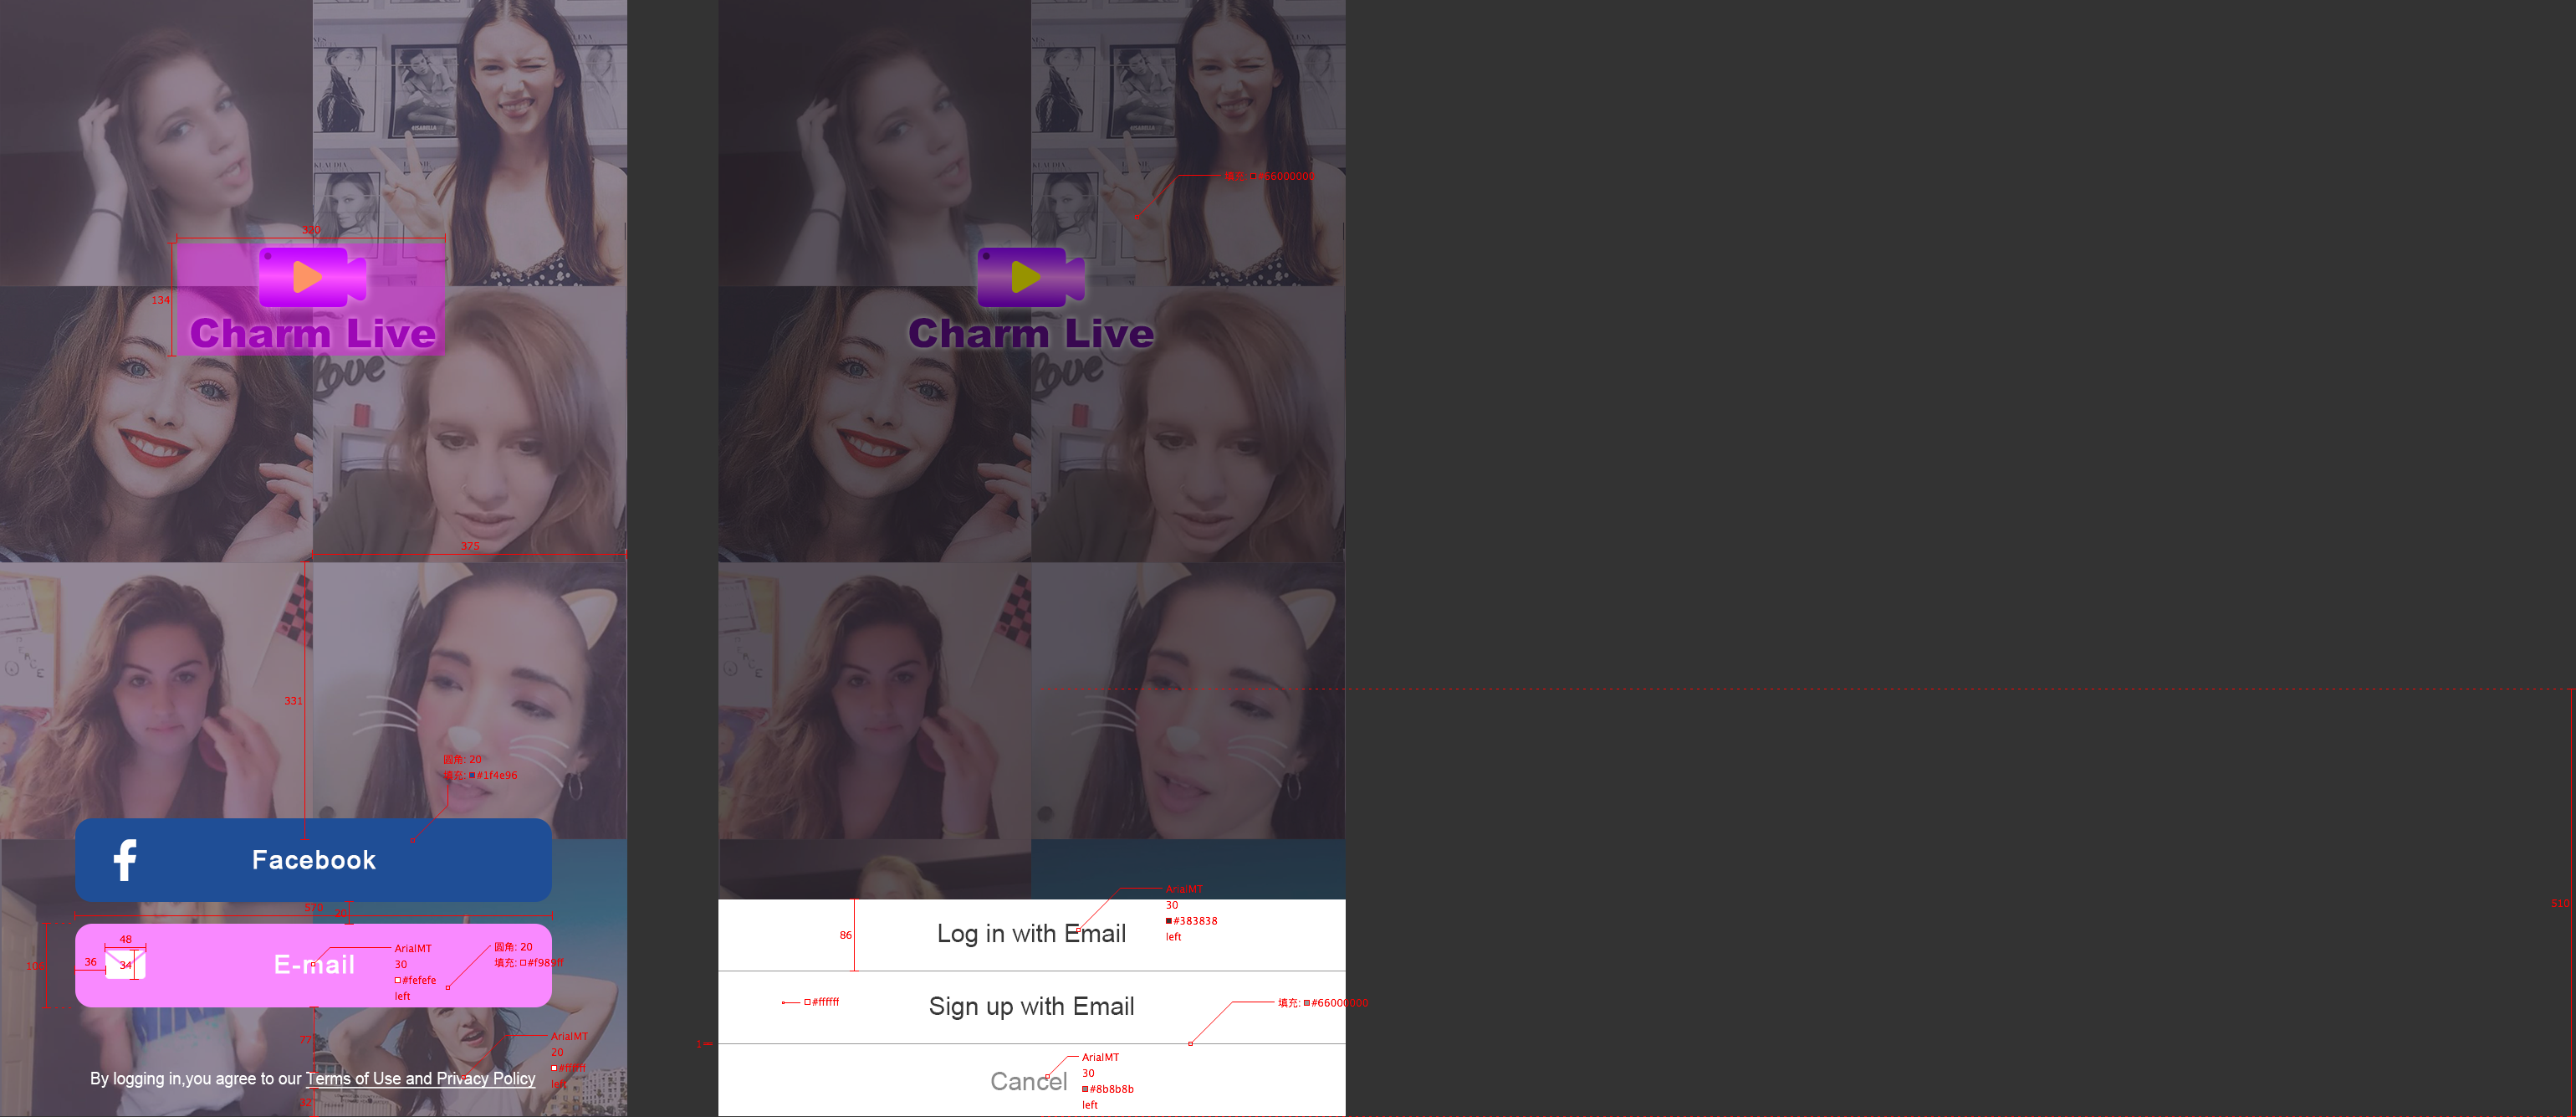 KLAUDIA
#ISABELLA
320
134
Charm Live
Love
375
331
圆角: 20
填充: #1f4e96
Facebook
570
20
48
36
34
E-mail
ArialMT
30
#fefefe
left
圆角: 20
填充: #f989ff
77
ArialMT
20
#ffffff
left
By logging in,you agree to our Terms of Use and Privacy Policy
32
填充: #66000000
Charm Live
Love
ArialMT
30
#383838
left
86
Log in with Email
#ffffff
Sign up with Email
填充: #66000000
1
ArialMT
30
#8b8b8b
left
Cancel
510